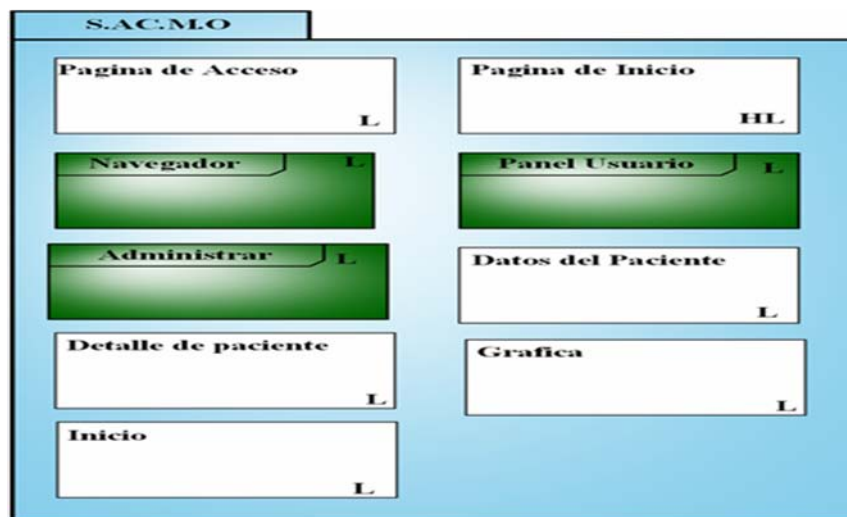 S.AC.M.O
Pagina de Acceso
L
Pagina de Inicio
HL
Navegador L
Panel Usuario L
Administrar L
Datos del Paciente
L
Detalle de paciente
L
Grafica
L
Inicio
L